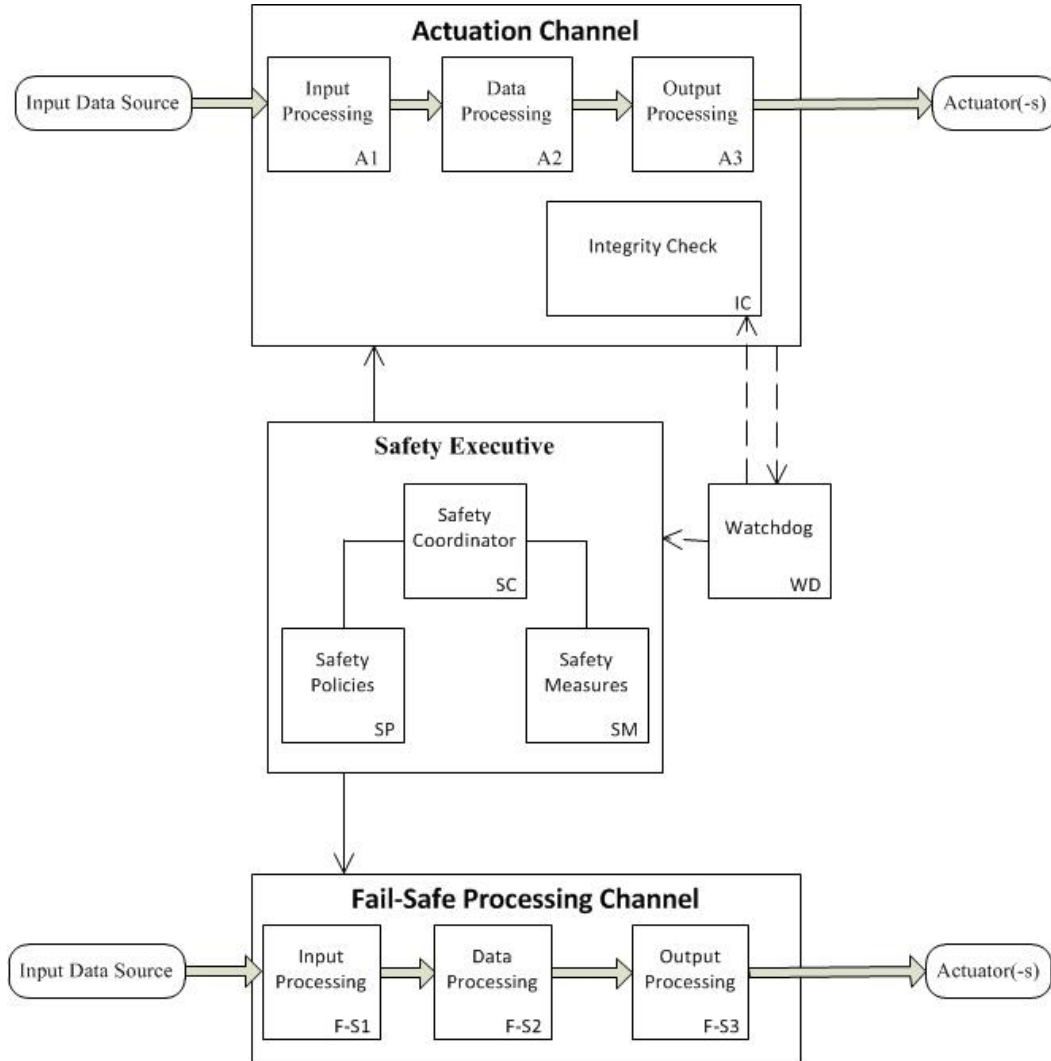 Actuation Channel
Input Data Source
Input
Processing
A1
Data
Processing
A2
Output
Processing
A3
Actuator(-s)
Integrity Check
IC
Safety Executive
Safety
Coordinator
SC
Watchdog
WD
Safety
Policies
SP
Safety
Measures
SM
Fail-Safe Processing Channel
Input Data Source
Input
Processing
F-S1
Data
Processing
F-S2
Output
Processing
F-S3
Actuator(-s)